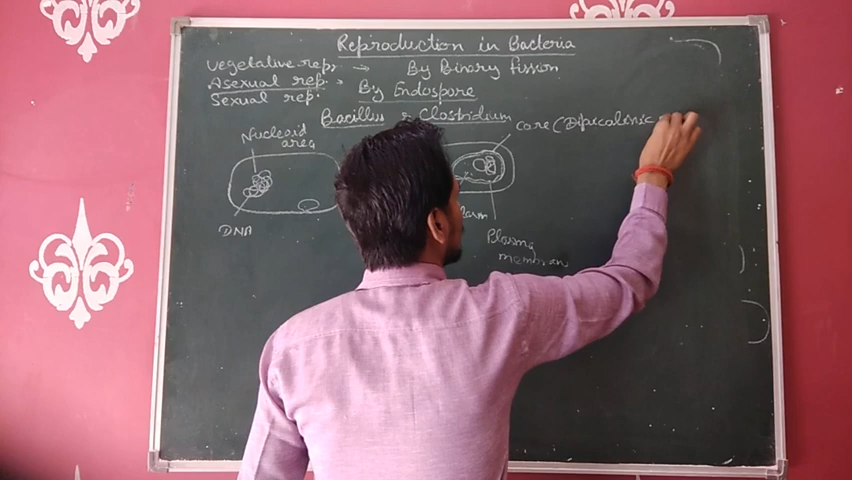 Reproduction in Bacteria
Vegetative rep. → By Binary fission
Asexual rep. → By Endospore
Sexual rep.
Bacillus & Clostridium
Nucleoid area
core (Dipicolinic
DNA
Plasma membran